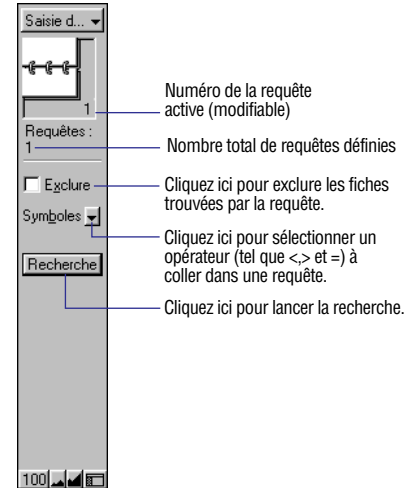 Saisie d...
1
Numéro de la requête
active (modifiable)
Requêtes :
1
Nombre total de requêtes définies
Exclure
Cliquez ici pour exclure les fiches
trouvées par la requête.
Symboles
Cliquez ici pour sélectionner un
opérateur (tel que <,> et =) à
coller dans une requête.
Recherche
Cliquez ici pour lancer la recherche.
100